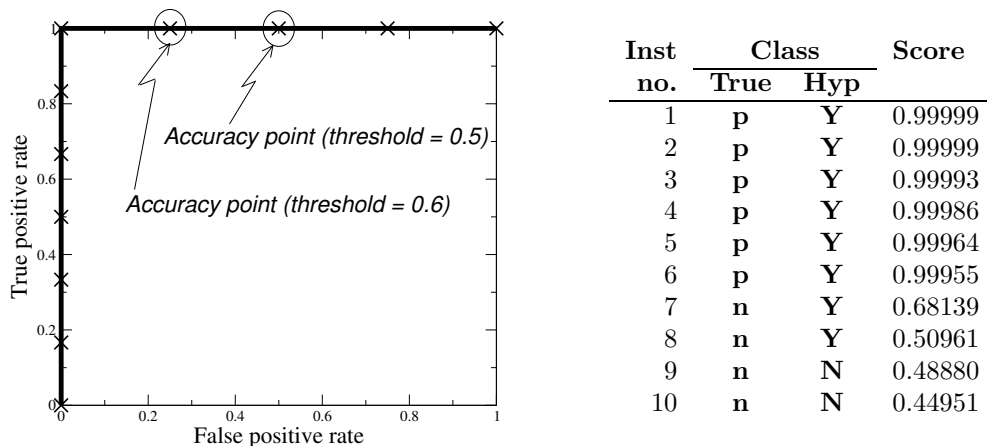 1
0.8
0.6
0.4
0.2
0
0 0.2 0.4 0.6 0.8 1
True positive rate
False positive rate
Accuracy point (threshold = 0.5)
Accuracy point (threshold = 0.6)
Inst Class Score
no. True Hyp
1 p Y 0.99999
2 p Y 0.99999
3 p Y 0.99993
4 p Y 0.99986
5 p Y 0.99964
6 p Y 0.99955
7 n Y 0.68139
8 n Y 0.50961
9 n N 0.48880
10 n N 0.44951